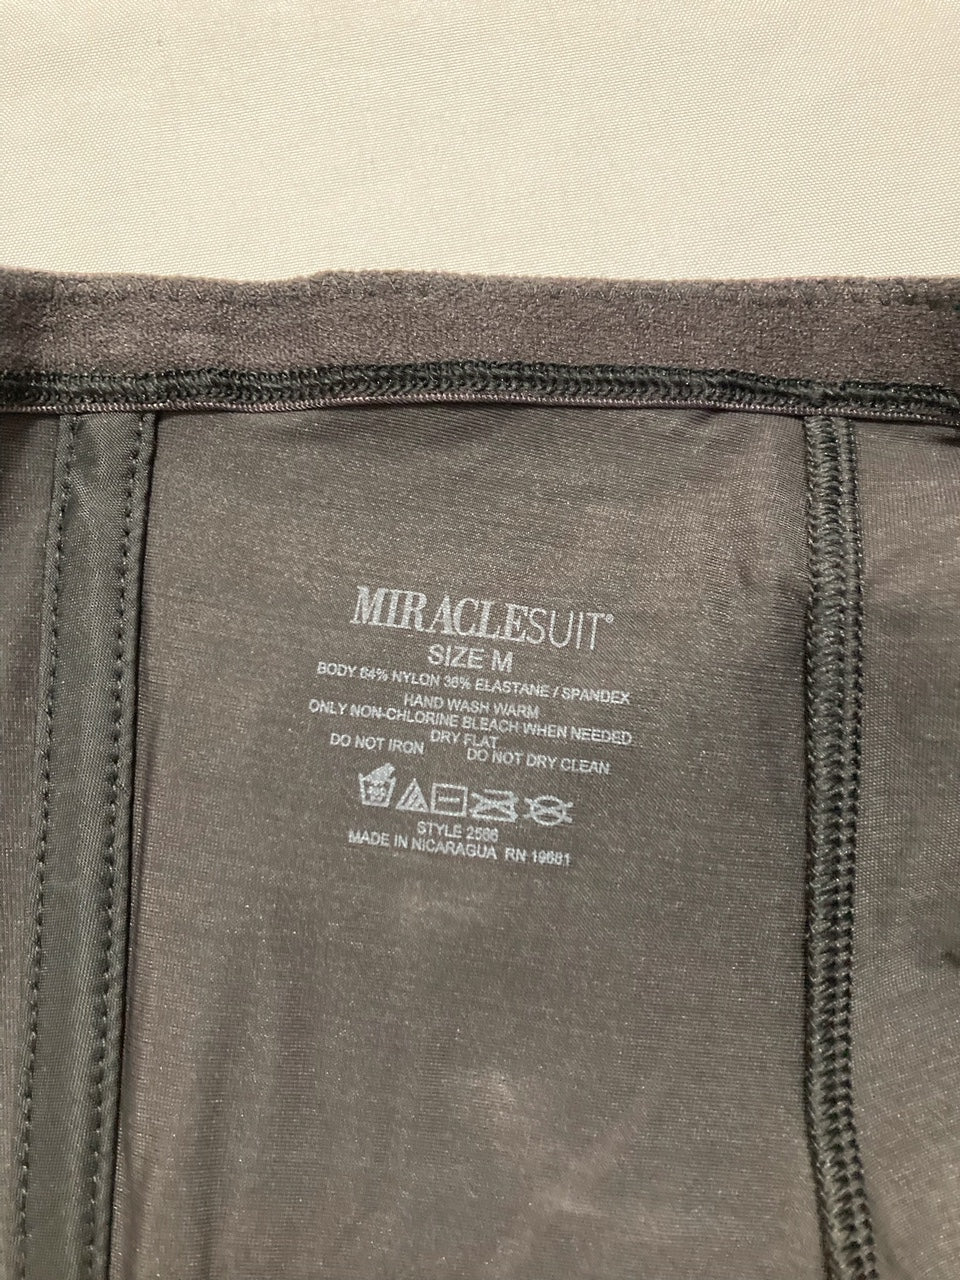 MIRACLESUIT®
SIZE M
BODY 64% NYLON 36% ELASTANE / SPANDEX
HAND WASH WARM
ONLY NON-CHLORINE BLEACH WHEN NEEDED
DRY FLAT
DO NOT IRON DO NOT DRY CLEAN
STYLE 2566
MADE IN NICARAGUA RN 19681